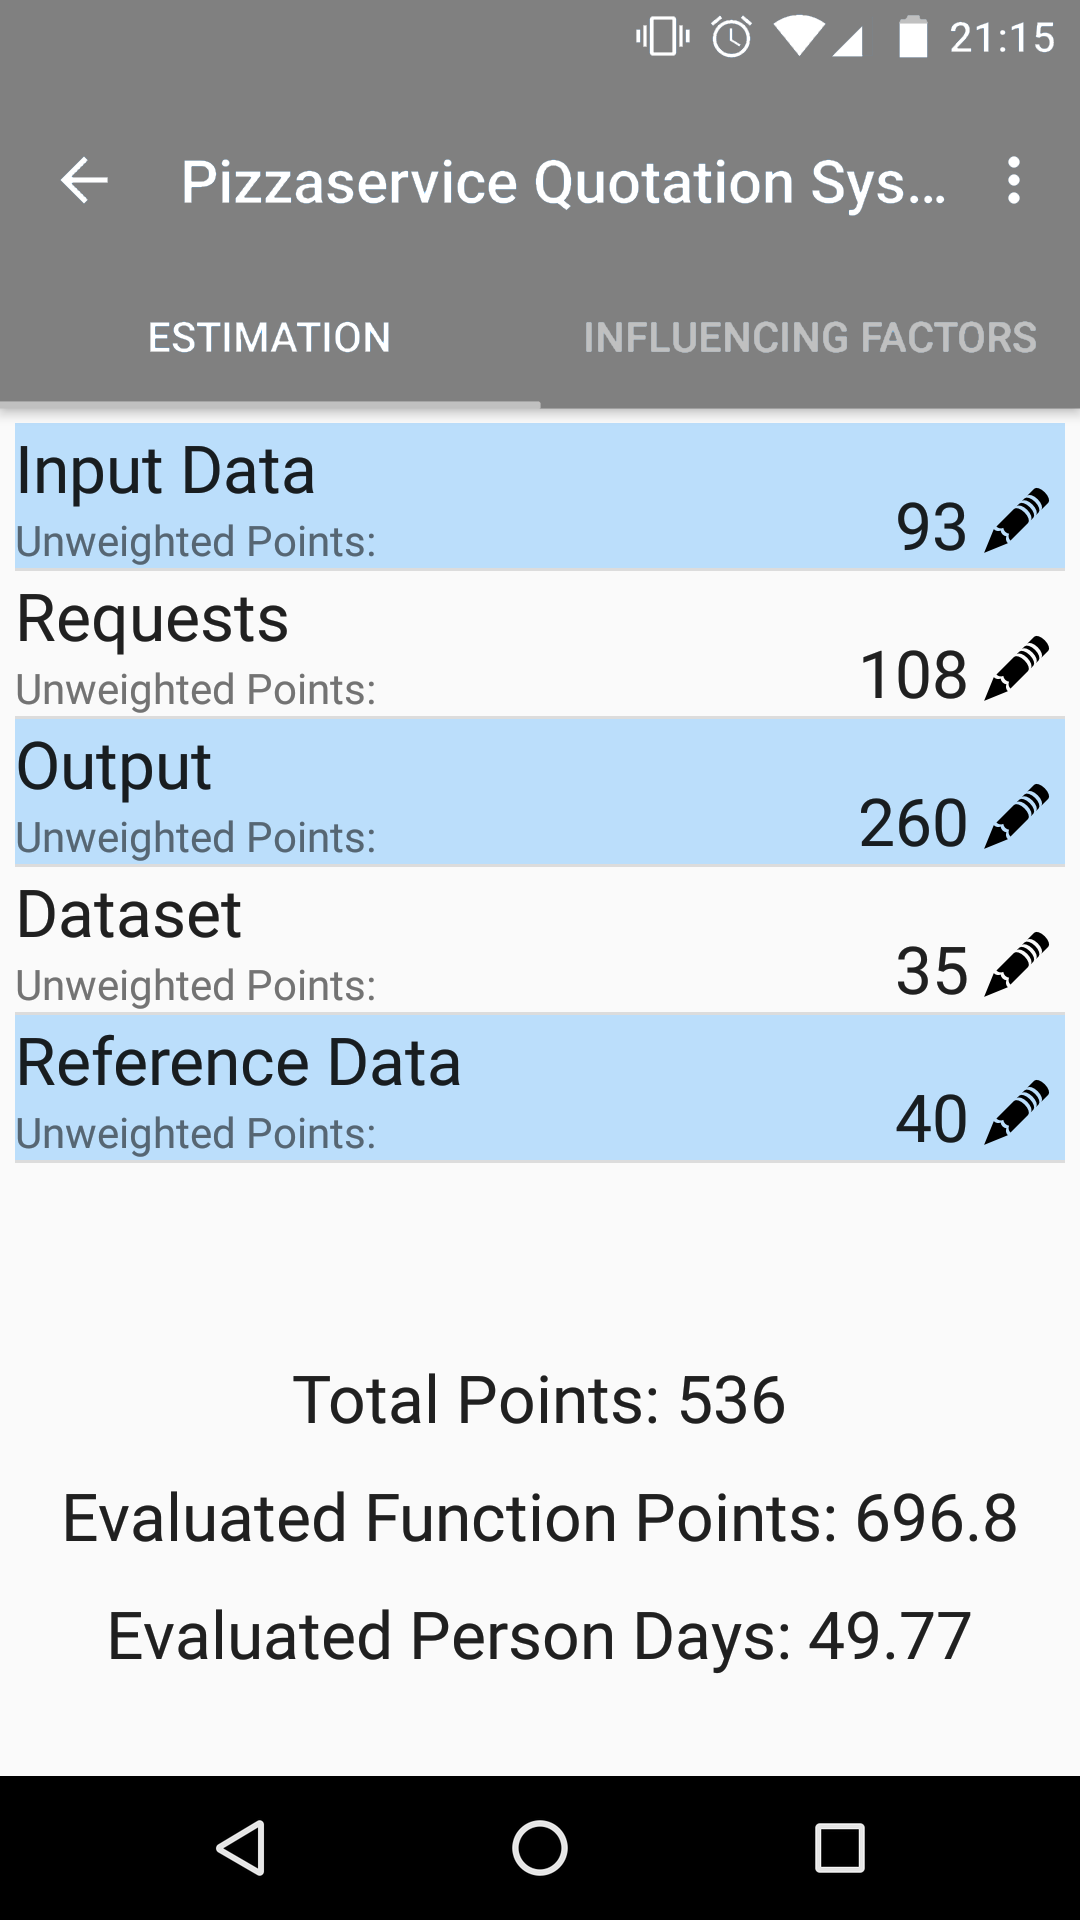 21:15
Pizzaservice Quotation Sys...
ESTIMATION
INFLUENCING FACTORS
Input Data
Unweighted Points:
93
Requests
Unweighted Points:
108
Output
Unweighted Points:
260
Dataset
Unweighted Points:
35
Reference Data
Unweighted Points:
40
Total Points: 536
Evaluated Function Points: 696.8
Evaluated Person Days: 49.77